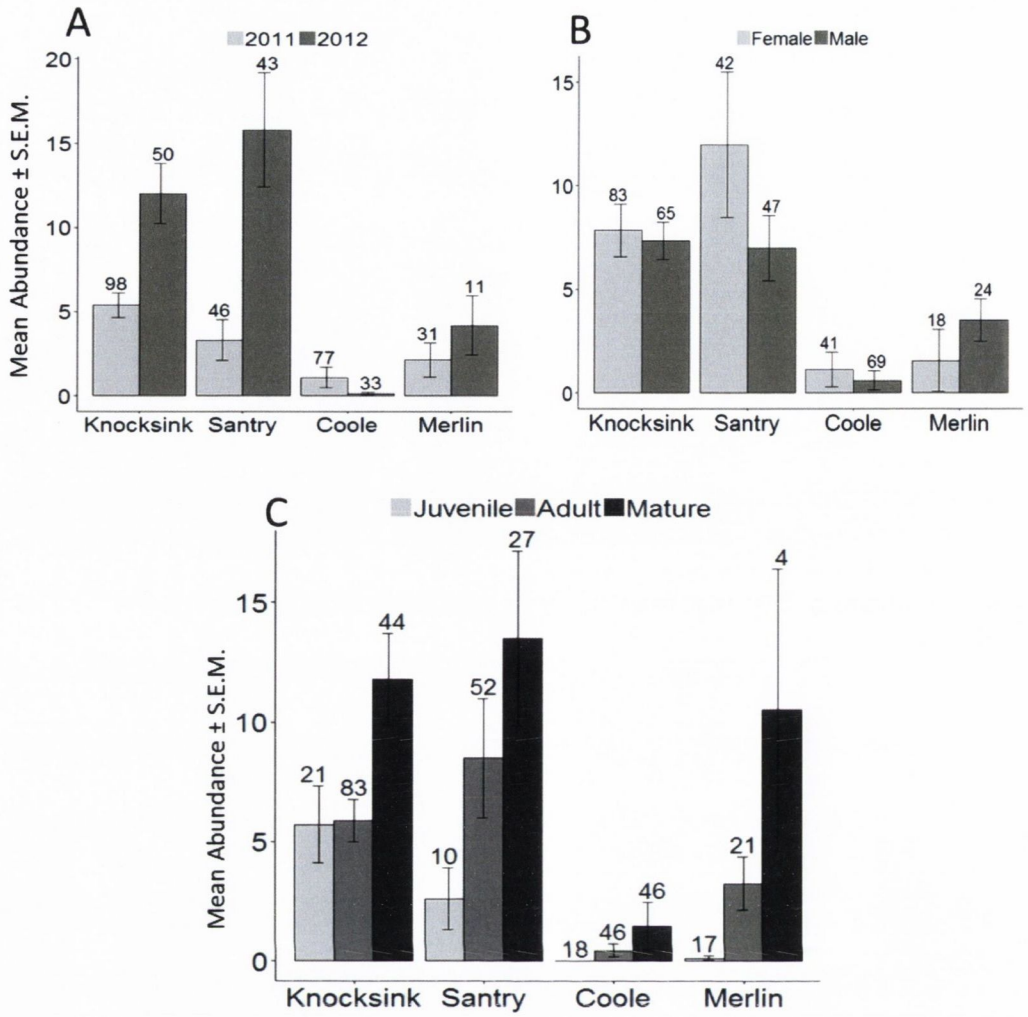 A
2011 2012
Mean Abundance ± S.E.M.
20
15
10
5
0
98 50 46 43 77 33 31 11
Knocksink Santry Coole Merlin
B
Female Male
15
10
5
0
83 65 42 47 41 69 18 24
Knocksink Santry Coole Merlin
C
Juvenile Adult Mature
Mean Abundance ± S.E.M.
15
10
5
0
21 83 44 10 52 27 18 46 46 17 21 4
Knocksink Santry Coole Merlin